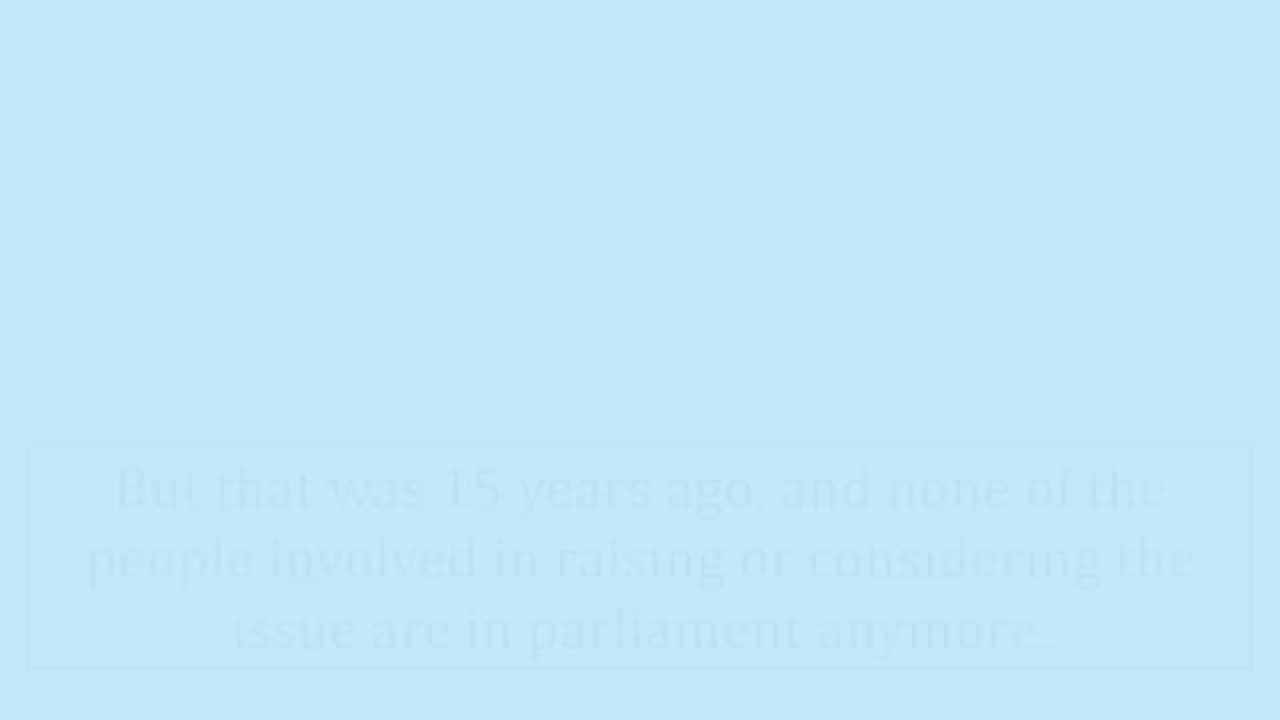 But that was 15 years ago, and none of the
people involved in raising or considering the
issue are in parliament anymore.